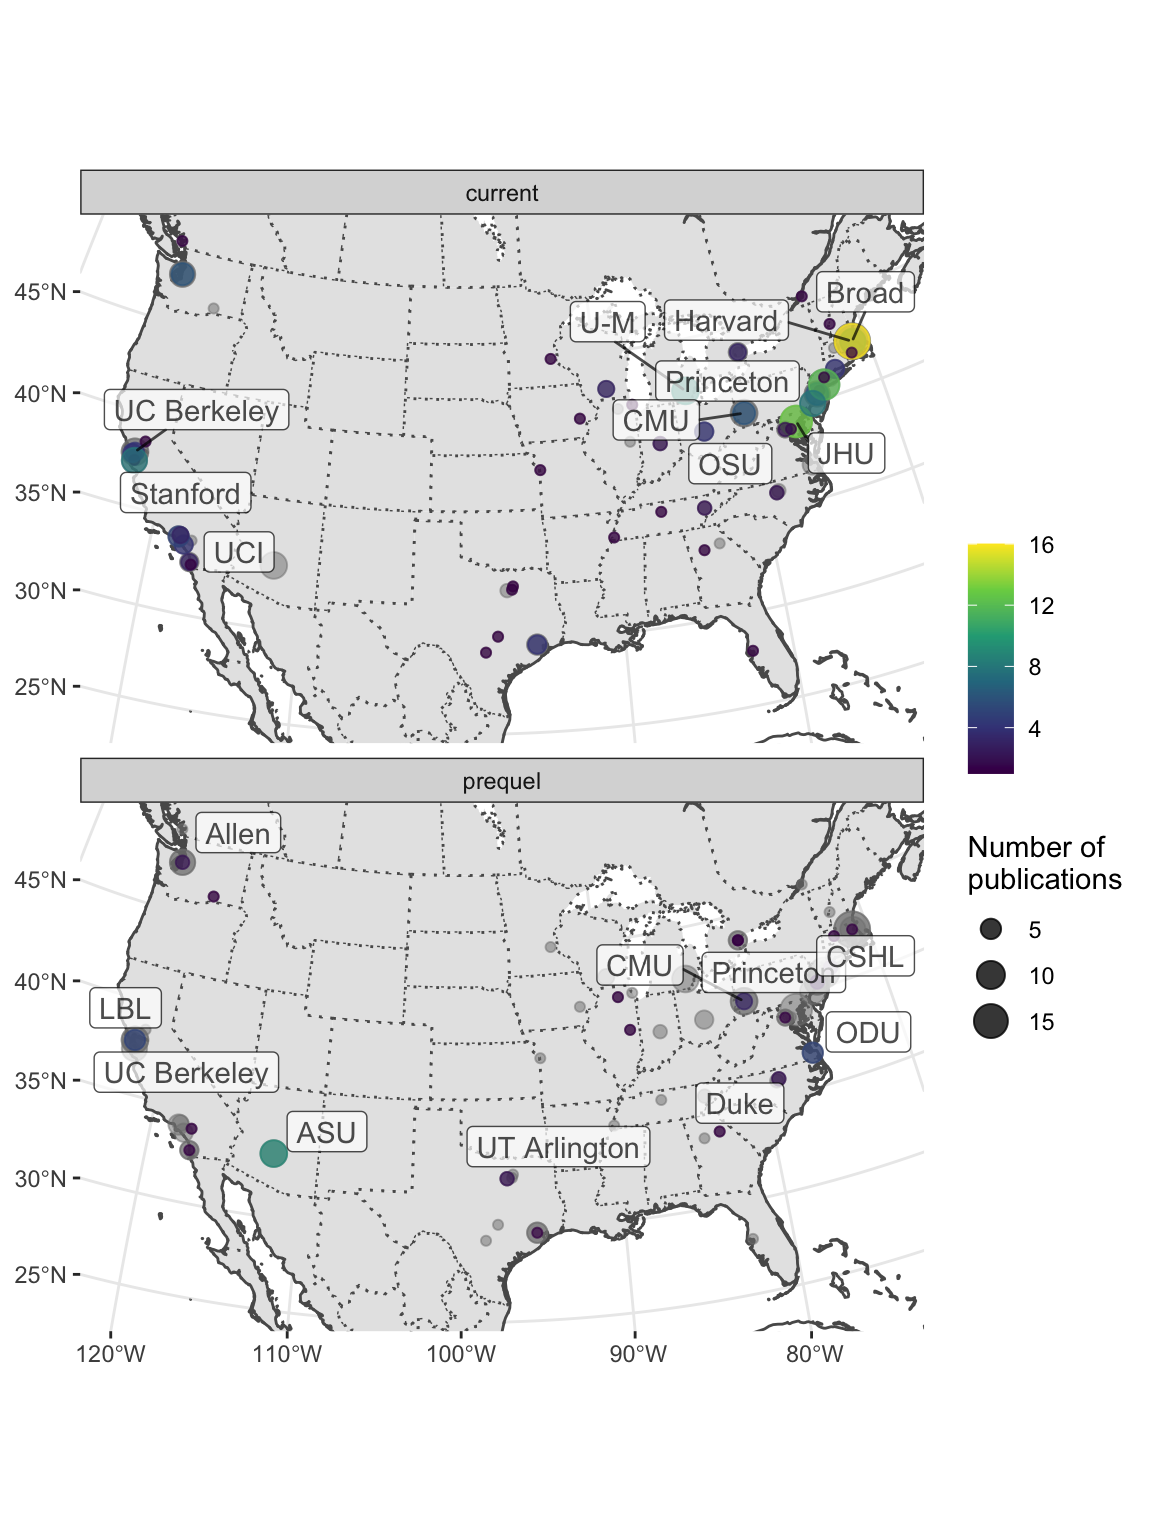 current
45°N
40°N
35°N
30°N
25°N
Broad
U-M
Harvard
Princeton
UC Berkeley
CMU
JHU
OSU
Stanford
UCI
16
12
8
4
prequel
Allen
45°N
40°N
35°N
30°N
25°N
CMU
Princeton
CSHL
LBL
ODU
UC Berkeley
Duke
ASU
UT Arlington
120°W
110°W
100°W
90°W
80°W
Number of
publications
5
10
15